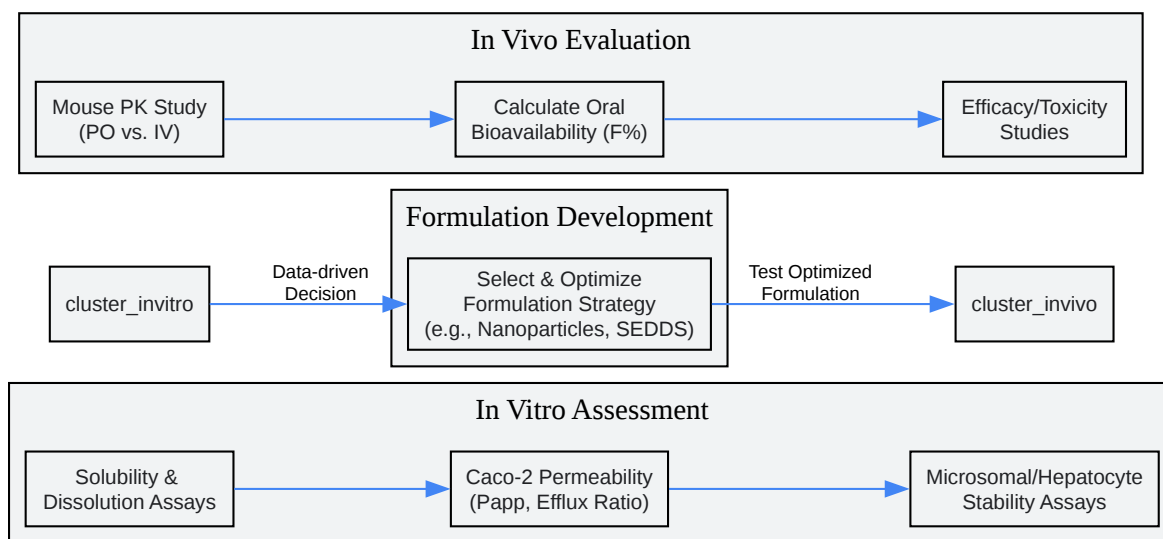 In Vivo Evaluation
Mouse PK Study
(PO vs. IV)
Calculate Oral
Bioavailability (F%)
Efficacy/Toxicity
Studies
Formulation Development
cluster_invitro
Data-driven
Decision
Select & Optimize
Formulation Strategy
(e.g., Nanoparticles, SEDDS)
Test Optimized
Formulation
cluster_invivo
In Vitro Assessment
Solubility &
Dissolution Assays
Caco-2 Permeability
(Papp, Efflux Ratio)
Microsomal/Hepatocyte
Stability Assays